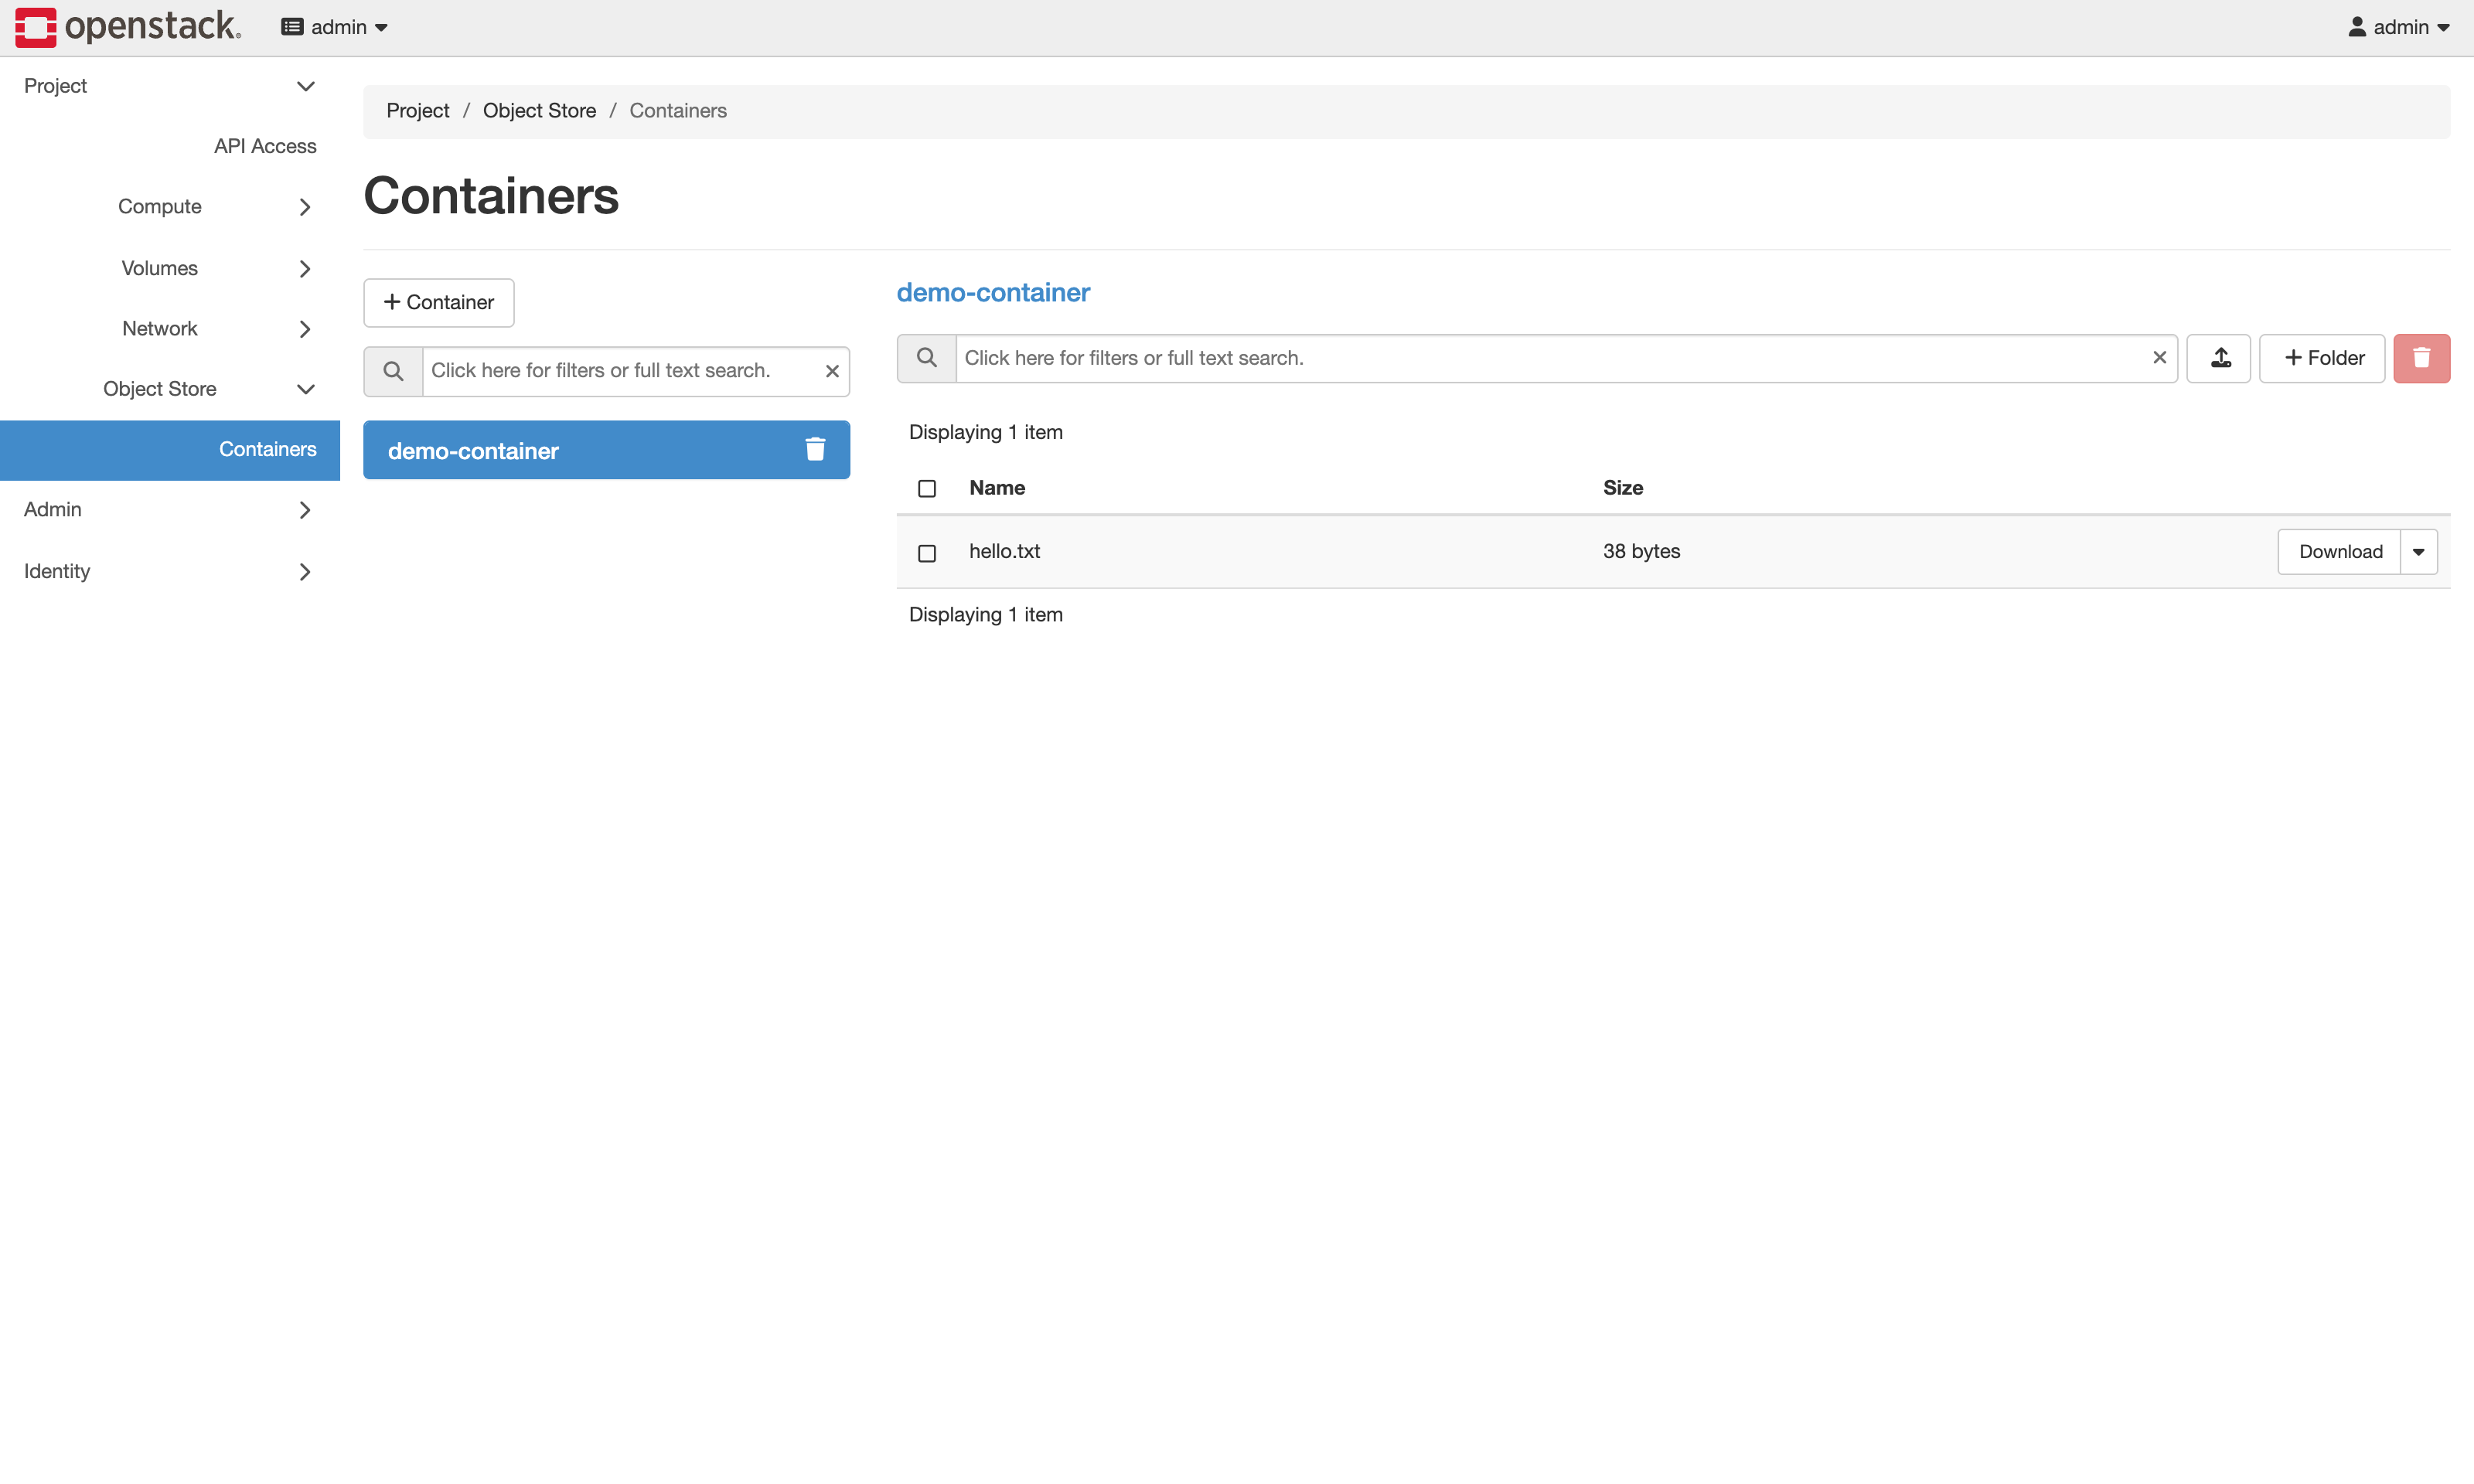 openstack.
admin
admin
Project
API Access
Compute
Volumes
Network
Object Store
Containers
Admin
Identity
Project / Object Store / Containers
Containers
+ Container
Click here for filters or full text search.
demo-container
demo-container
Click here for filters or full text search.
+ Folder
Displaying 1 item
Name Size
hello.txt 38 bytes Download
Displaying 1 item